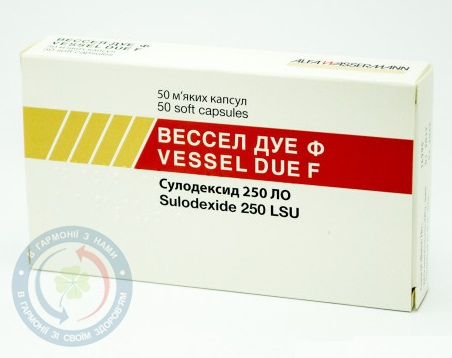 ALFA WASSERMANN
50 м'яких капсул
50 soft capsules
ВЕССЕЛ ДУЕ Ф
VESSEL DUE F
Сулодексид 250 ЛО
Sulodexide 250 LSU
В ГАРМОНІЇ З НАМИ
В ГАРМОНІЇ ЗІ СВОЇМ ЗДОРОВ'ЯМ